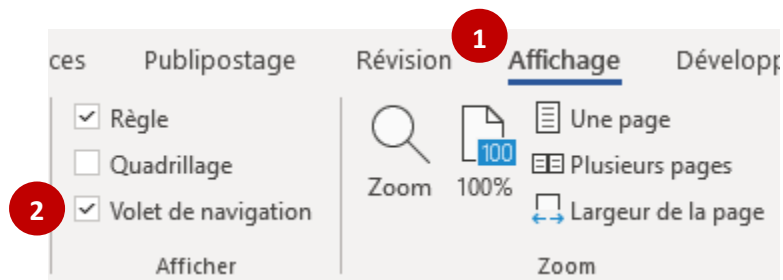 1
ces Publipostage Révision Affichage Développ
Règle
Quadrillage
2 Volet de navigation
Afficher
Zoom
100
100%
Une page
Plusieurs pages
Largeur de la page
Zoom